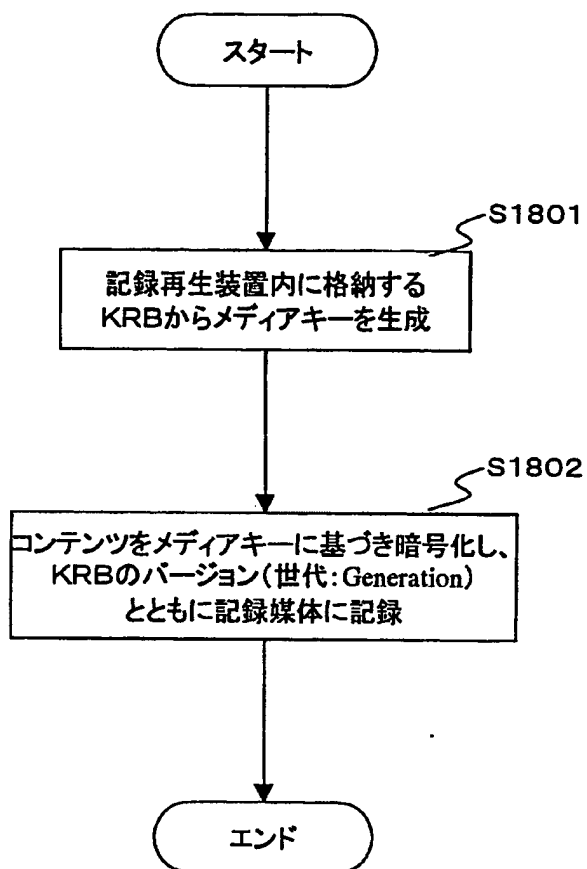 スタート
S1801
記録再生装置内に格納する
KRBからメディアキーを生成
S1802
コンテンツをメディアキーに基づき暗号化し、
KRBのバージョン(世代:Generation)
とともに記録媒体に記録
エンド